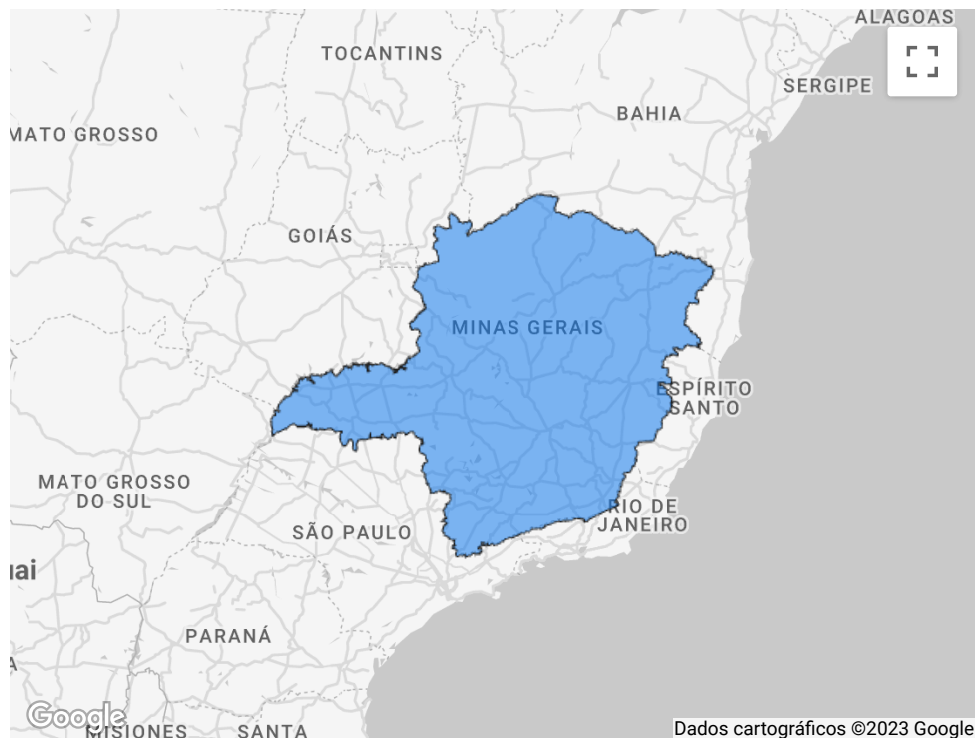 ALAGOAS
TOCANTINS
SERGIPE
BAHIA
MATO GROSSO
GOIÁS
MINAS GERAIS
ESPÍRITO
SANTO
MATO GROSSO
DO SUL
RIO DE
JANEIRO
SÃO PAULO
uai
PARANÁ
A
Google
MISIONES
SANTA
Dados cartográficos ©2023 Google